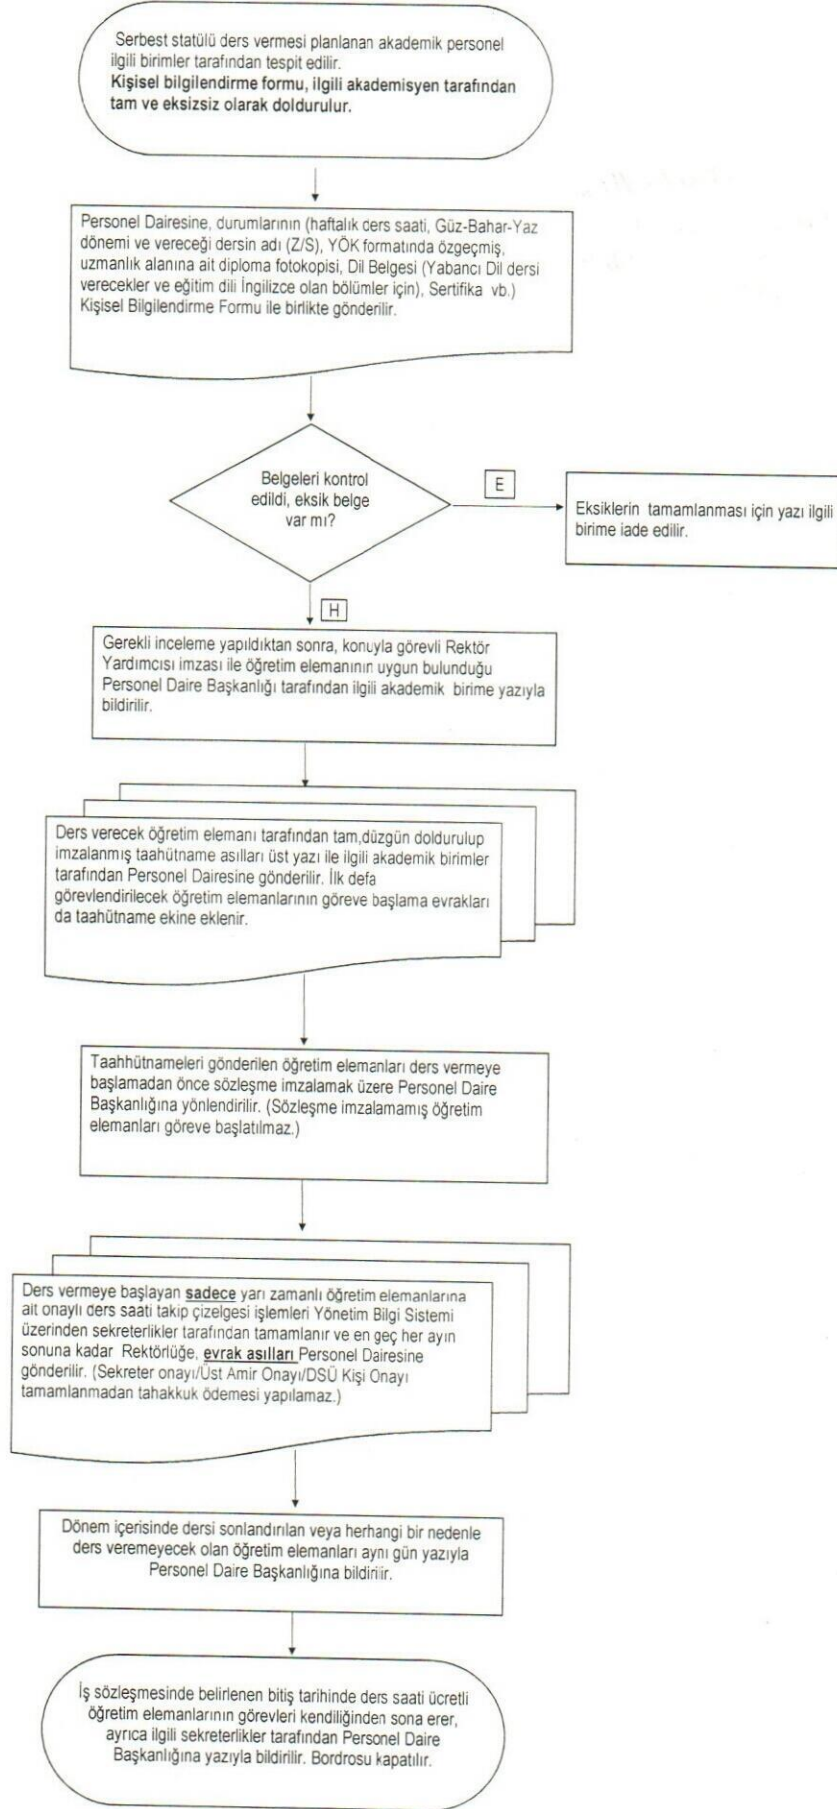 Serbest statülü ders vermesi planlanan akademik personel
ilgili birimler tarafından tespit edilir.
Kişisel bilgilendirme formu, ilgili akademisyen tarafından
tam ve eksizsiz olarak doldurulur.
Personel Dairesine, durumlarının (haftalık ders saati, Güz-Bahar-Yaz
dönemi ve vereceği dersin adı (Z/S), YÖK formatında özgeçmiş,
uzmanlık alanına ait diploma fotokopisi, Dil Belgesi (Yabancı Dil dersi
verecekler ve eğitim dili İngilizce olan bölümler için), Sertifika vb.)
Kişisel Bilgilendirme Formu ile birlikte gönderilir.
Belgeleri kontrol
edildi, eksik belge
var mı?
E
Eksiklerin tamamlanması için yazı ilgili
birime iade edilir.
H
Gerekli inceleme yapıldıktan sonra, konuyla görevli Rektör
Yardımcısı imzası ile öğretim elemanının uygun bulunduğu
Personel Daire Başkanlığı tarafından ilgili akademik birime yazıyla
bildirilir.
Ders verecek öğretim elemanı tarafından tam,düzgün doldurulup
imzalanmış taahütname asılları üst yazı ile ilgili akademik birimler
tarafından Personel Dairesine gönderilir. İlk defa
görevlendirilecek öğretim elemanlarının göreve başlama evrakları
da taahütname ekine eklenir.
Taahhütnameleri gönderilen öğretim elemanları ders vermeye
başlamadan önce sözleşme imzalamak üzere Personel Daire
Başkanlığına yönlendirilir. (Sözleşme imzalamamış öğretim
elemanları göreve başlatılmaz.)
Ders vermeye başlayan sadece yarı zamanlı öğretim elemanlarına
ait onaylı ders saati takip çizelgesi işlemleri Yönetim Bilgi Sistemi
üzerinden sekreterlikler tarafından tamamlanır ve en geç her ayın
sonuna kadar Rektörlüğe, evrak asılları Personel Dairesine
gönderilir. (Sekreter onayı/Üst Amir Onayı/DSÜ Kişi Onayı
tamamlanmadan tahakkuk ödemesi yapılamaz.)
Dönem içerisinde dersi sonlandırılan veya herhangi bir nedenle
ders veremeyecek olan öğretim elemanları aynı gün yazıyla
Personel Daire Başkanlığına bildirilir.
İş sözleşmesinde belirlenen bitiş tarihinde ders saati ücretli
öğretim elemanlarının görevleri kendiliğinden sona erer,
ayrıca ilgili sekreterlikler tarafından Personel Daire
Başkanlığına yazıyla bildirilir. Bordrosu kapatılır.